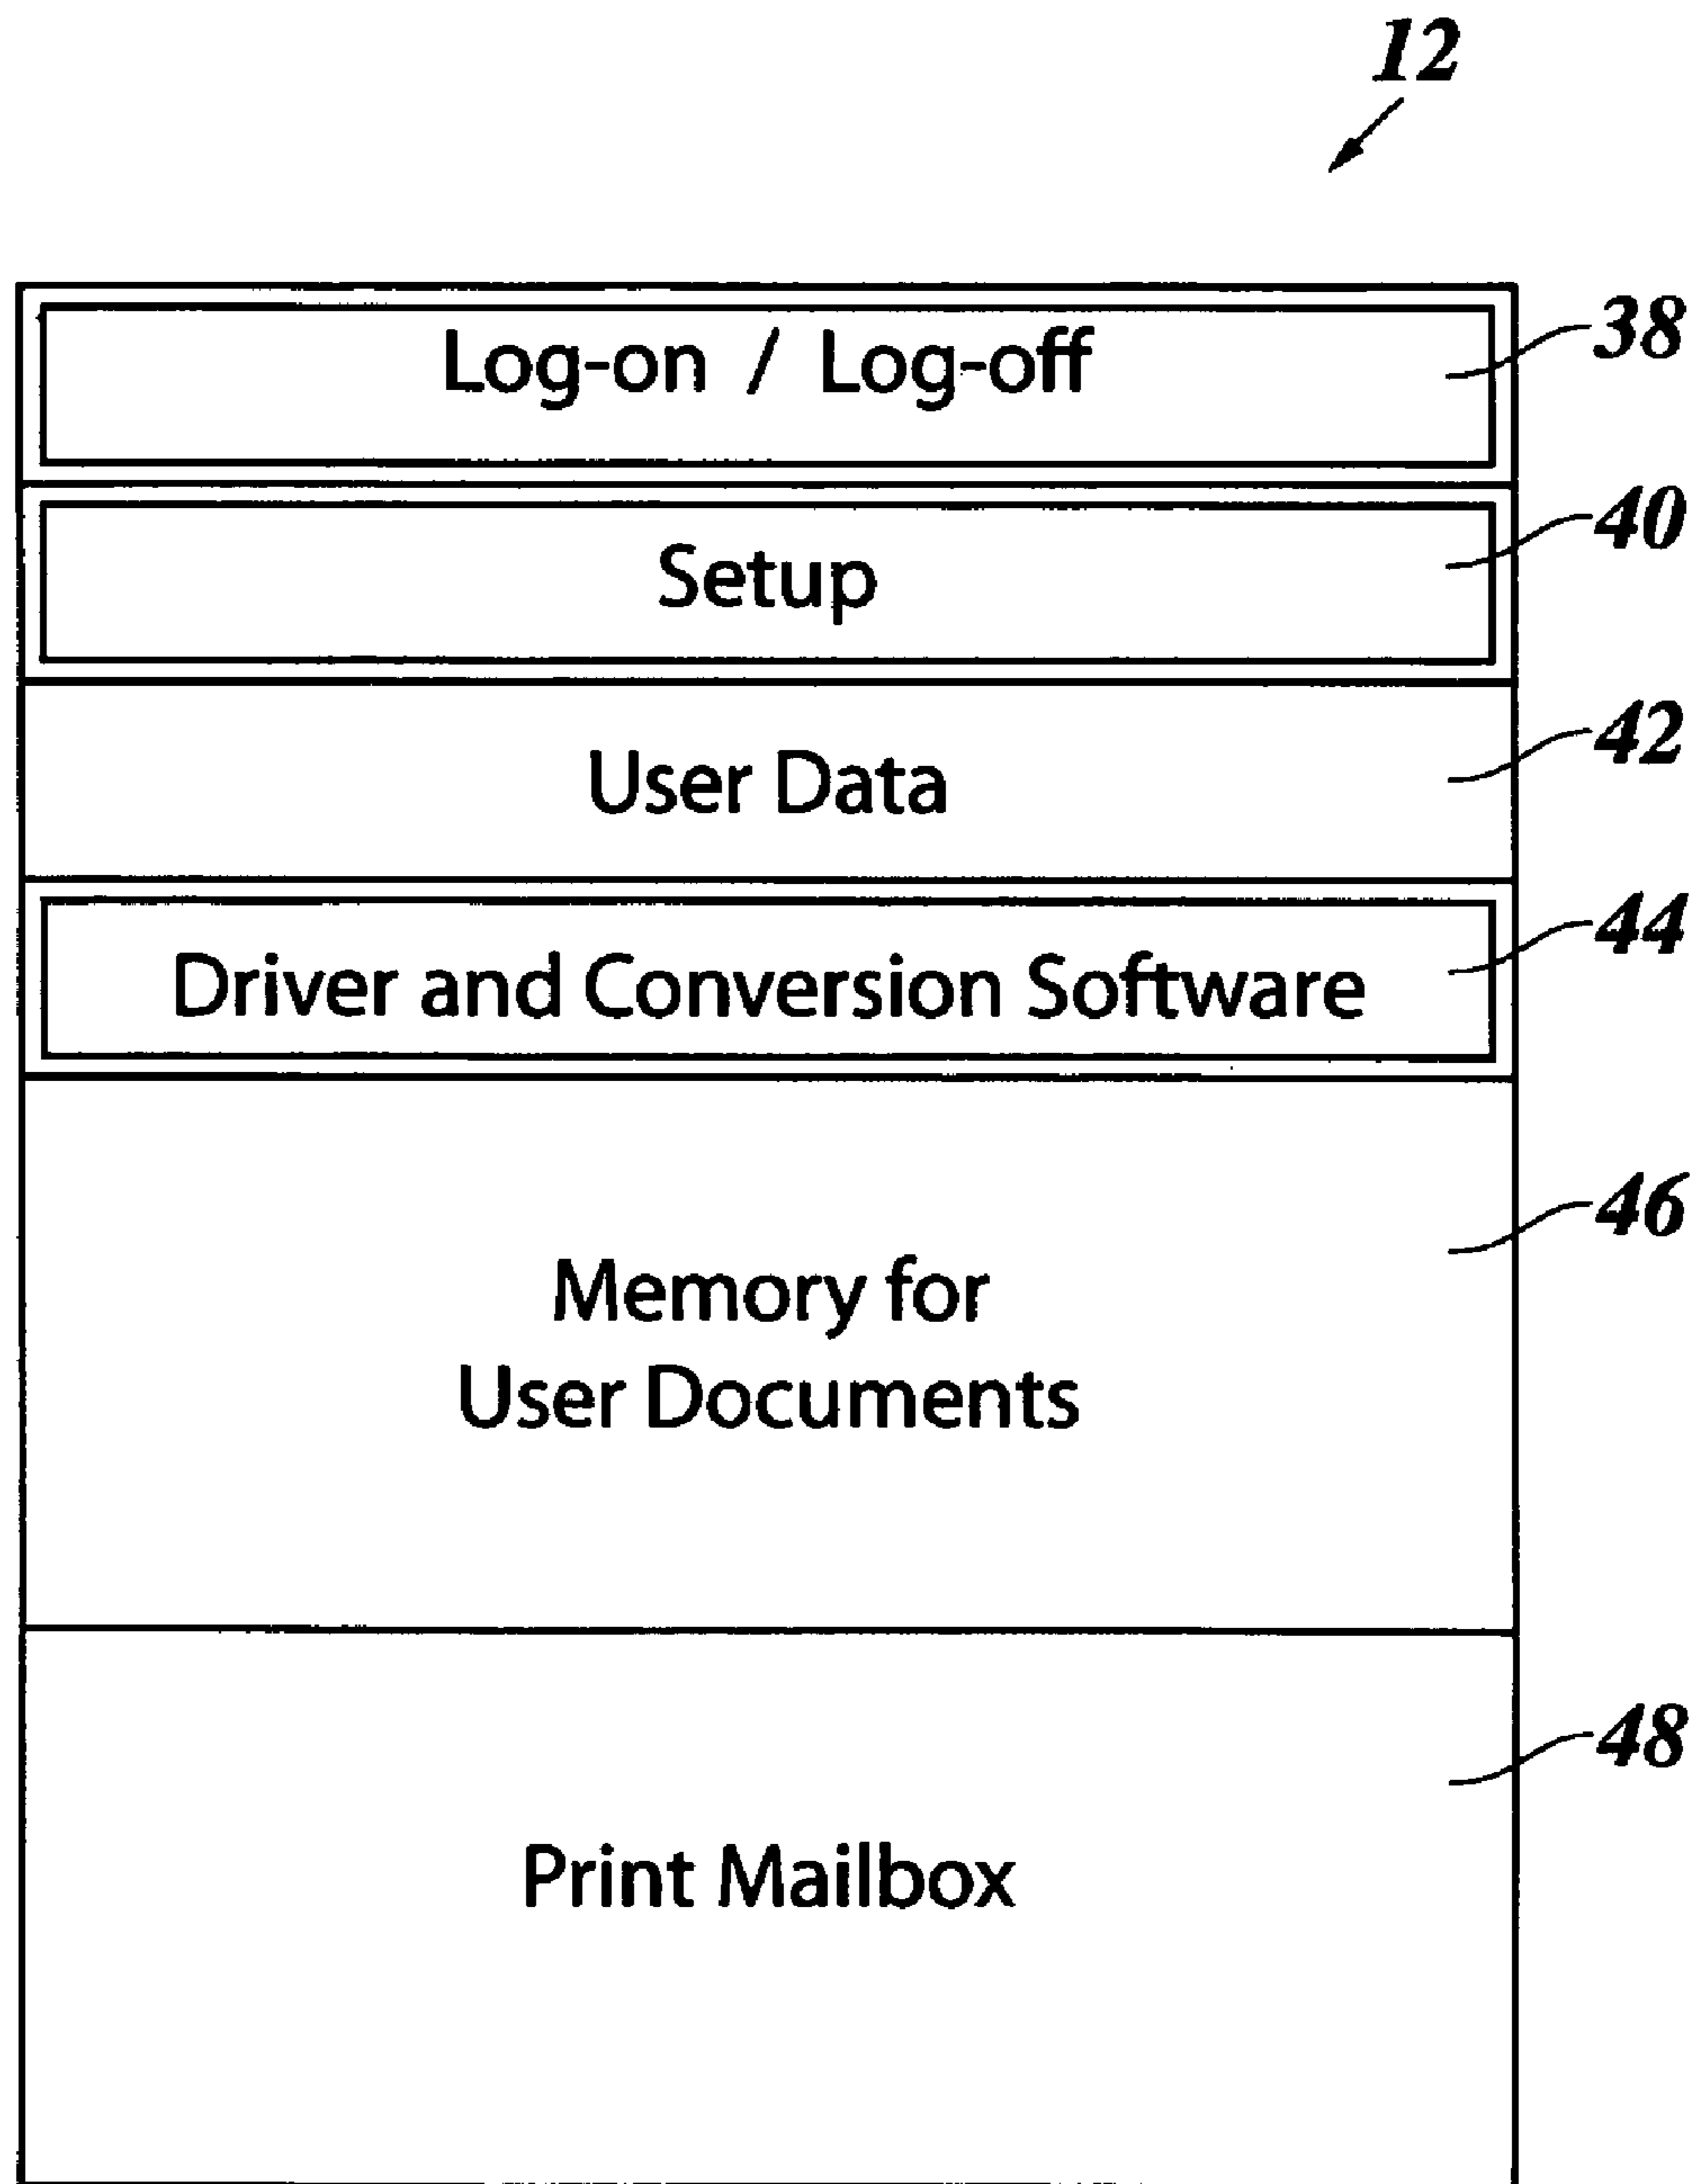 12
Log-on / Log-off
38
Setup
40
User Data
42
Driver and Conversion Software
44
Memory for
User Documents
46
Print Mailbox
48